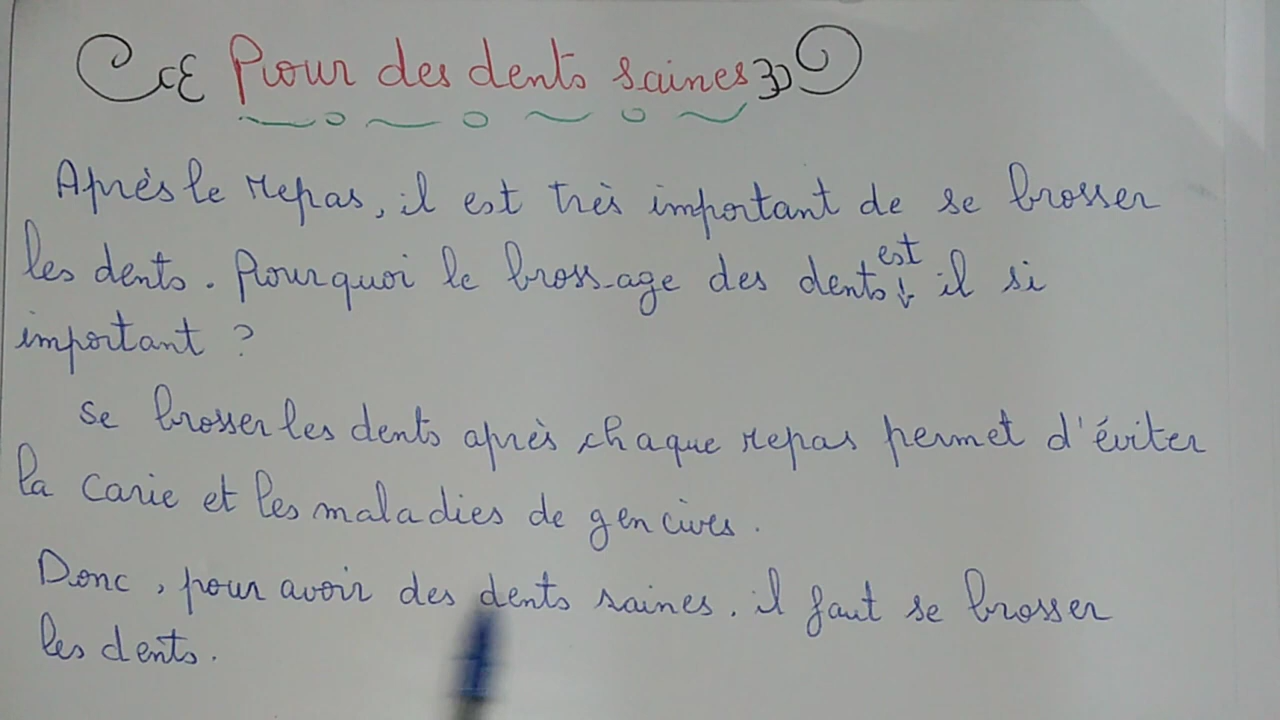 Pour des dents saines
Après le repas, il est très important de se brosser
les dents. Pourquoi le brossage des dents est il si
important ?
se brosser les dents après chaque repas permet d'éviter
la carie et les maladies de gencives.
Donc, pour avoir des dents saines. il faut se brosser
les dents.